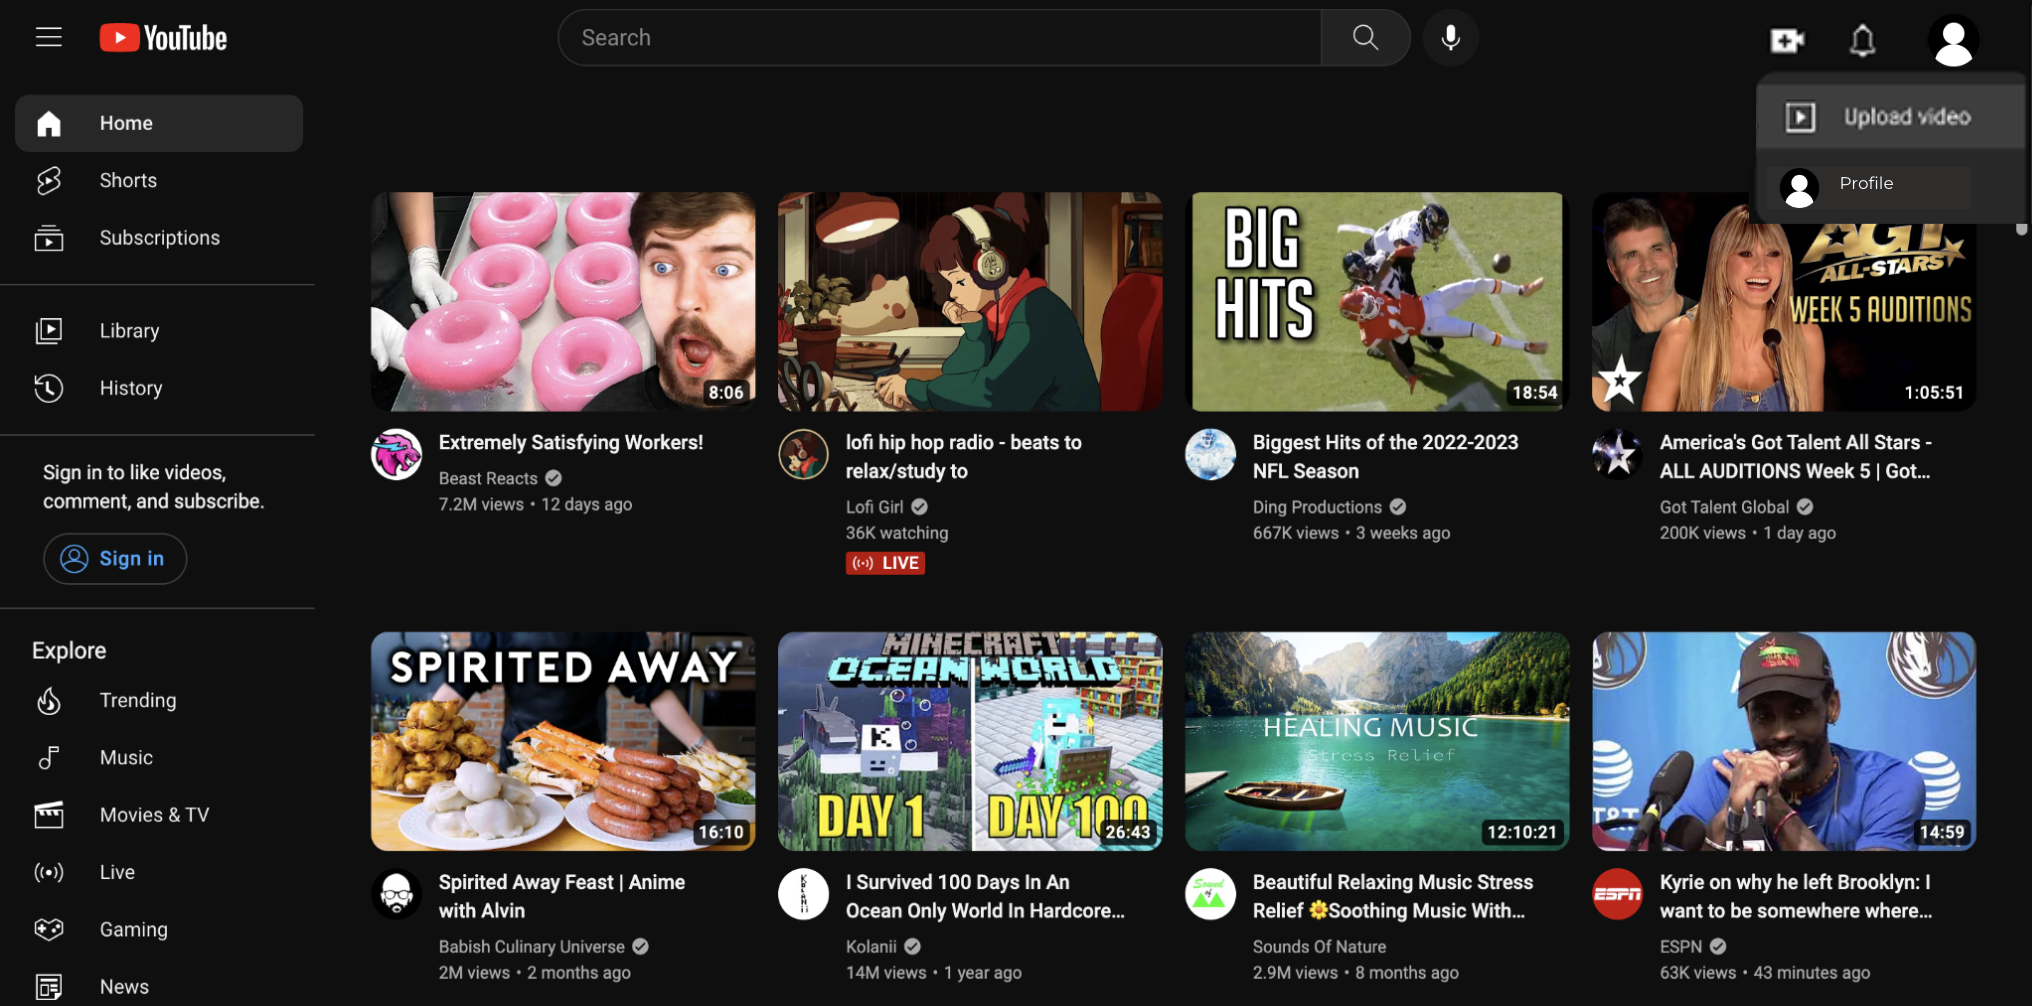 YouTube
Search
Upload video
Profile
Home
Shorts
Subscriptions
Library
History
Sign in to like videos,
comment, and subscribe.
Sign in
Explore
Trending
Music
Movies & TV
Live
Gaming
News
8:06
Extremely Satisfying Workers!
Beast Reacts
7.2M views • 12 days ago
lofi hip hop radio - beats to
relax/study to
Lofi Girl
36K watching
LIVE
BIG
HITS
18:54
Biggest Hits of the 2022-2023
NFL Season
Ding Productions
667K views • 3 weeks ago
AGT
ALL-STARS
WEEK 5 AUDITIONS
1:05:51
America's Got Talent All Stars -
ALL AUDITIONS Week 5 | Got...
Got Talent Global
200K views • 1 day ago
SPIRITED AWAY
16:10
Spirited Away Feast | Anime
with Alvin
Babish Culinary Universe
2M views • 2 months ago
MINECRAFT
OCEAN WORLD
K
DAY 1
DAY 100
26:43
KOLANII
I Survived 100 Days In An
Ocean Only World In Hardcore...
Kolanii
14M views • 1 year ago
HEALING MUSIC
Stress Relief
12:10:21
Sound
of
Beautiful Relaxing Music Stress
Relief 🌼Soothing Music With...
Sounds Of Nature
2.9M views • 8 months ago
AT&T
14:59
ESPN
Kyrie on why he left Brooklyn: I
want to be somewhere where...
ESPN
63K views • 43 minutes ago